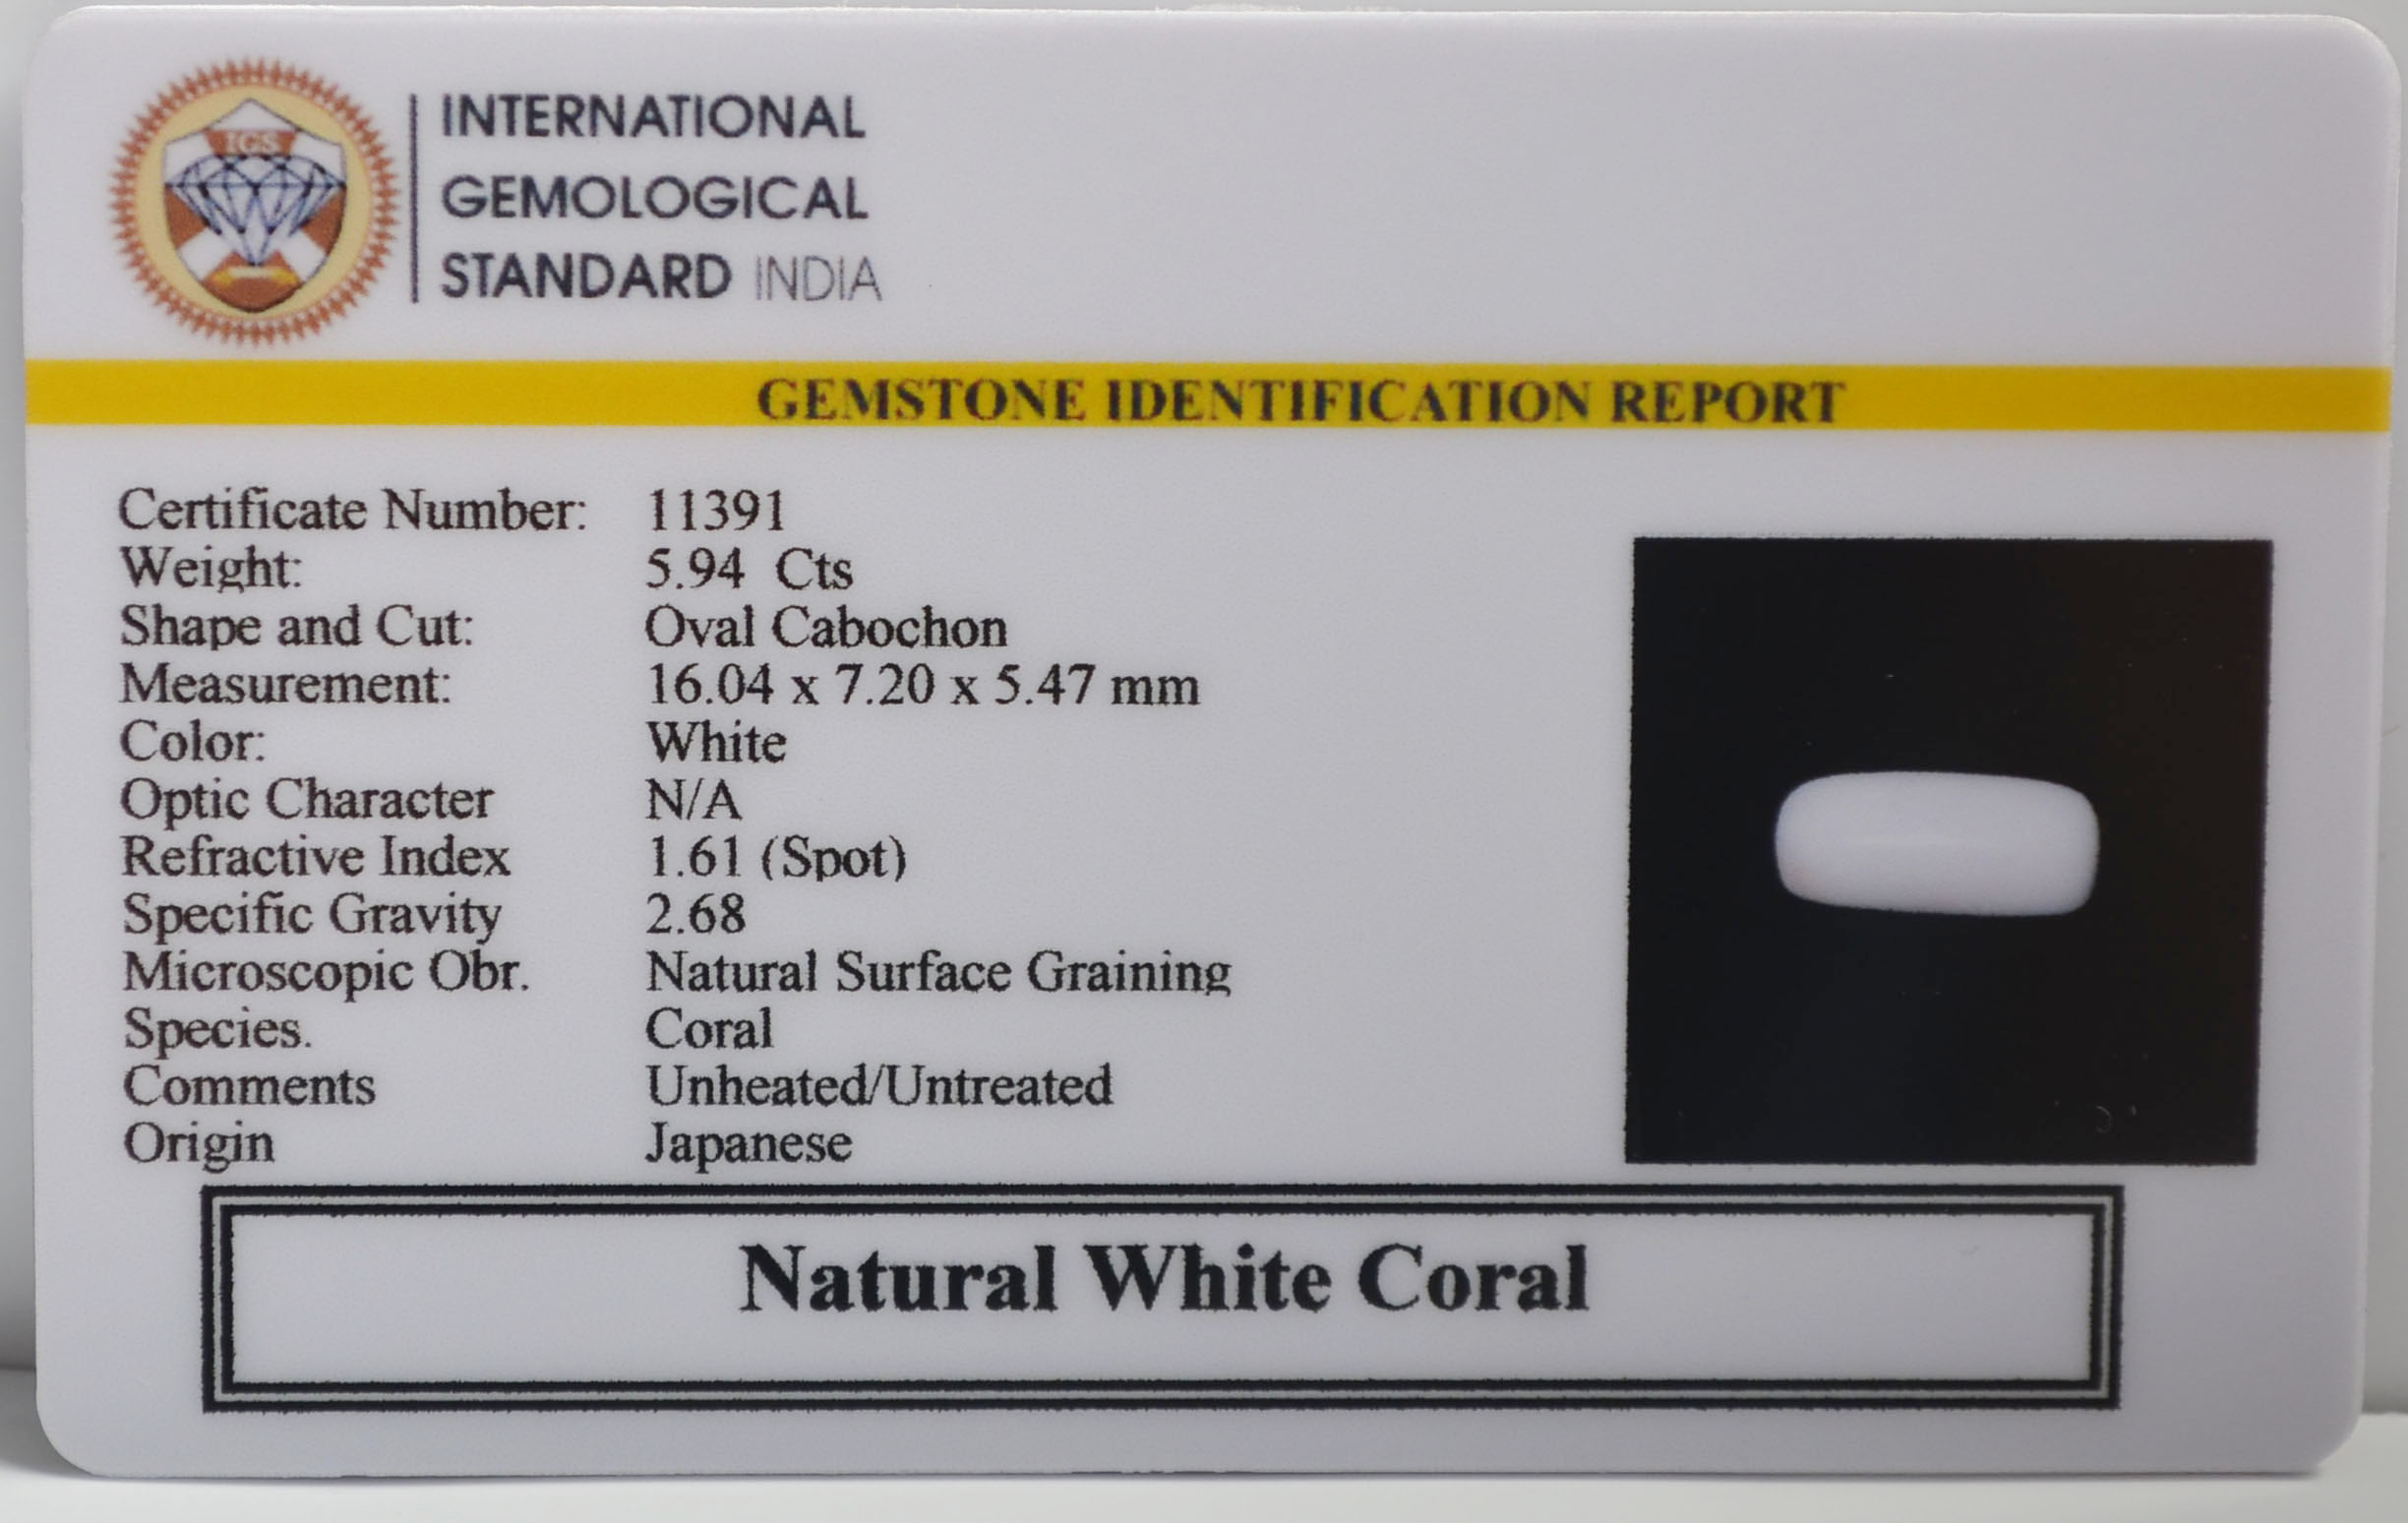 IGS
INTERNATIONAL
GEMOLOGICAL
STANDARD INDIA
GEMSTONE IDENTIFICATION REPORT
Certificate Number: 11391
Weight: 5.94 Cts
Shape and Cut: Oval Cabochon
Measurement: 16.04 x 7.20 x 5.47 mm
Color: White
Optic Character N/A
Refractive Index 1.61 (Spot)
Specific Gravity 2.68
Microscopic Obr. Natural Surface Graining
Species. Coral
Comments Unheated/Untreated
Origin Japanese
Natural White Coral